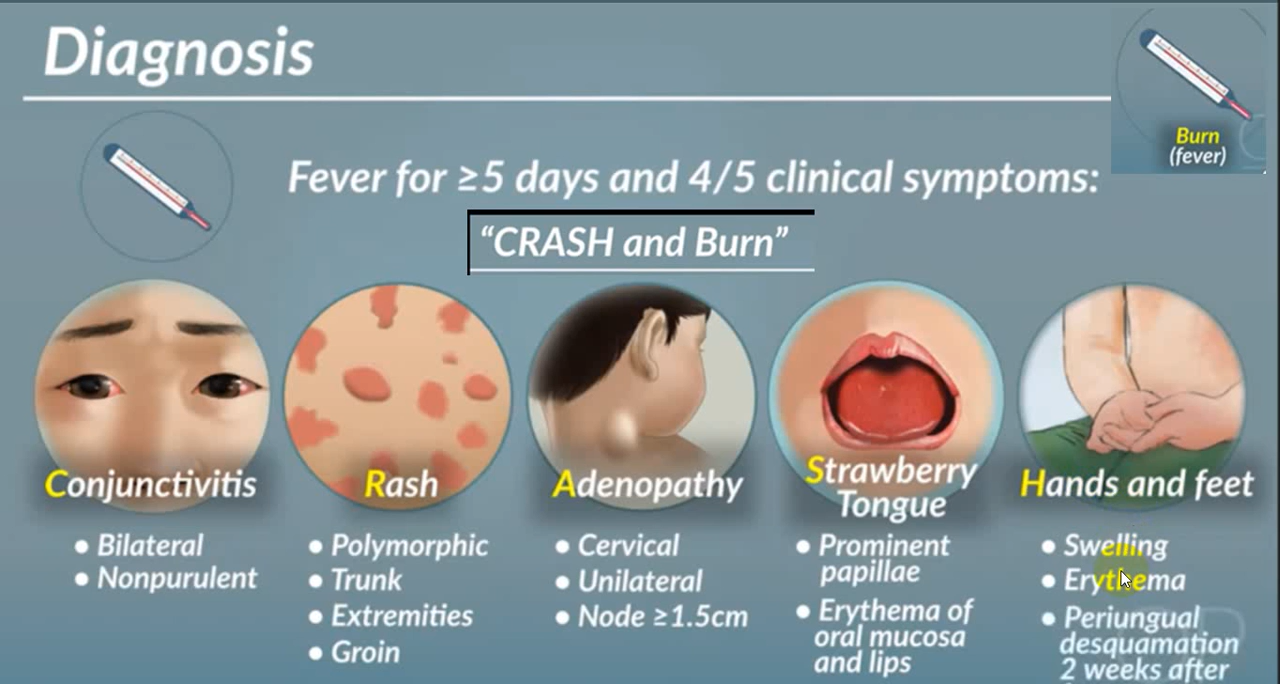 Diagnosis
Burn
(fever)
Fever for ≥5 days and 4/5 clinical symptoms:
“CRASH and Burn”
Conjunctivitis
• Bilateral
• Nonpurulent
Rash
• Polymorphic
• Trunk
• Extremities
• Groin
Adenopathy
• Cervical
• Unilateral
• Node ≥1.5cm
Strawberry
Tongue
• Prominent
papillae
• Erythema of
oral mucosa
and lips
Hands and feet
• Swelling
• Erythema
• Periungual
desquamation
2 weeks after